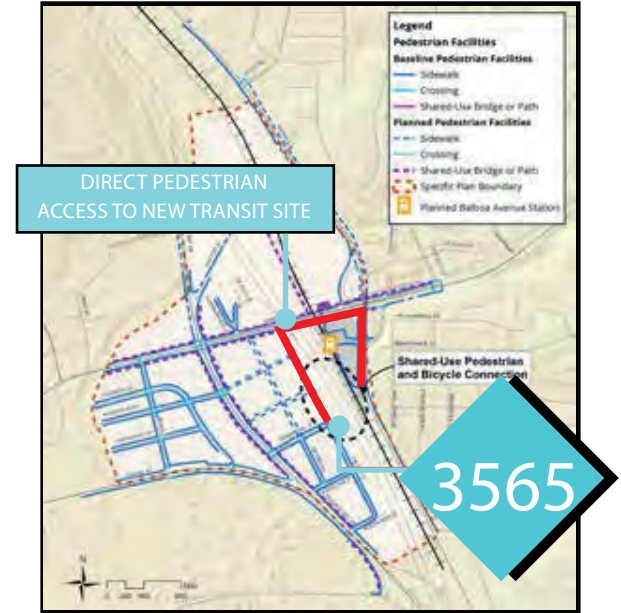 Legend
Pedestrian Facilities
Baseline Pedestrian Facilities
Sidewalk
Crossing
Shared-Use Bridge or Path
Planned Pedestrian Facilities
Sidewalk
Crossing
Shared-Use Bridge or Path
Specific Plan Boundary
Planned Balboa Avenue Station
DIRECT PEDESTRIAN
ACCESS TO NEW TRANSIT SITE
Shared-Use Pedestrian
and Bicycle Connection
3565
N